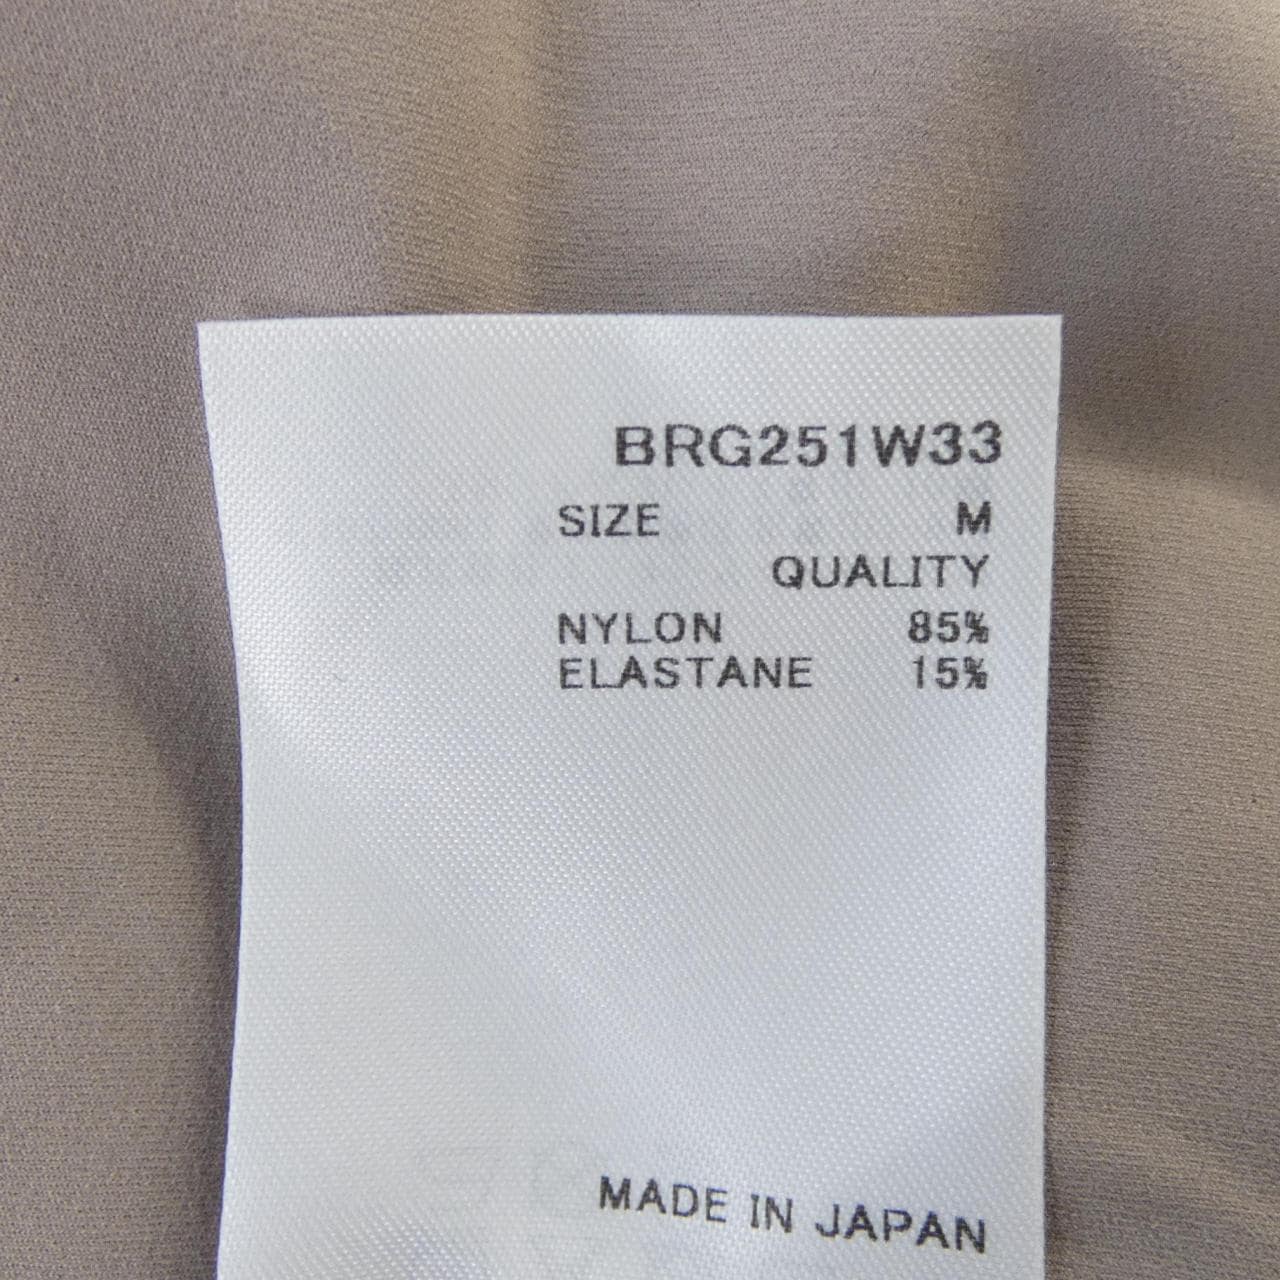 BRG251W33
SIZE M
QUALITY
NYLON 85%
ELASTANE 15%
MADE IN JAPAN